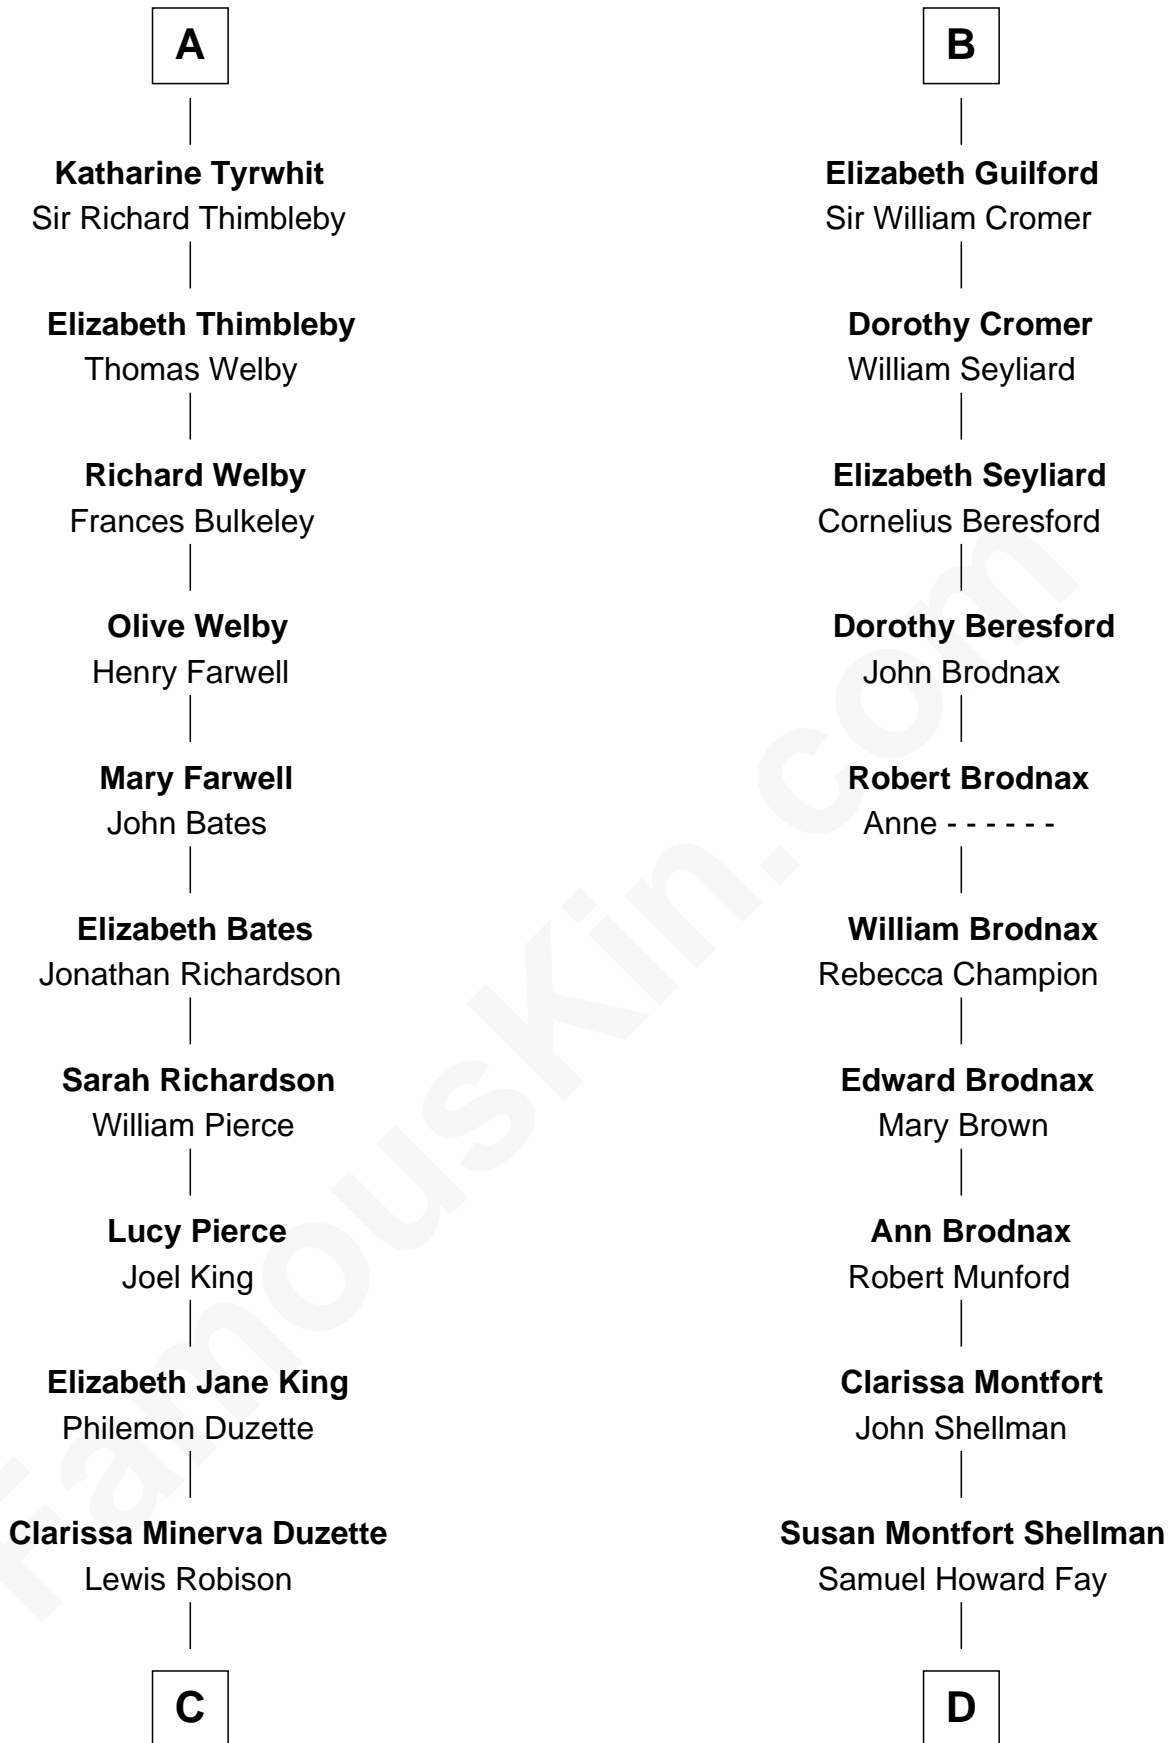 A
Katharine Tyrwhit
Sir Richard Thimbleby
Elizabeth Thimbleby
Thomas Welby
Richard Welby
Frances Bulkeley
Olive Welby
Henry Farwell
Mary Farwell
John Bates
Elizabeth Bates
Jonathan Richardson
Sarah Richardson
William Pierce
Lucy Pierce
Joel King
Elizabeth Jane King
Philemon Duzette
Clarissa Minerva Duzette
Lewis Robison
C
B
Elizabeth Guilford
Sir William Cromer
Dorothy Cromer
William Seyliard
Elizabeth Seyliard
Cornelius Beresford
Dorothy Beresford
John Brodnax
Robert Brodnax
Anne - - - - - -
William Brodnax
Rebecca Champion
Edward Brodnax
Mary Brown
Ann Brodnax
Robert Munford
Clarissa Montfort
John Shellman
Susan Montfort Shellman
Samuel Howard Fay
D
FamousKin.com